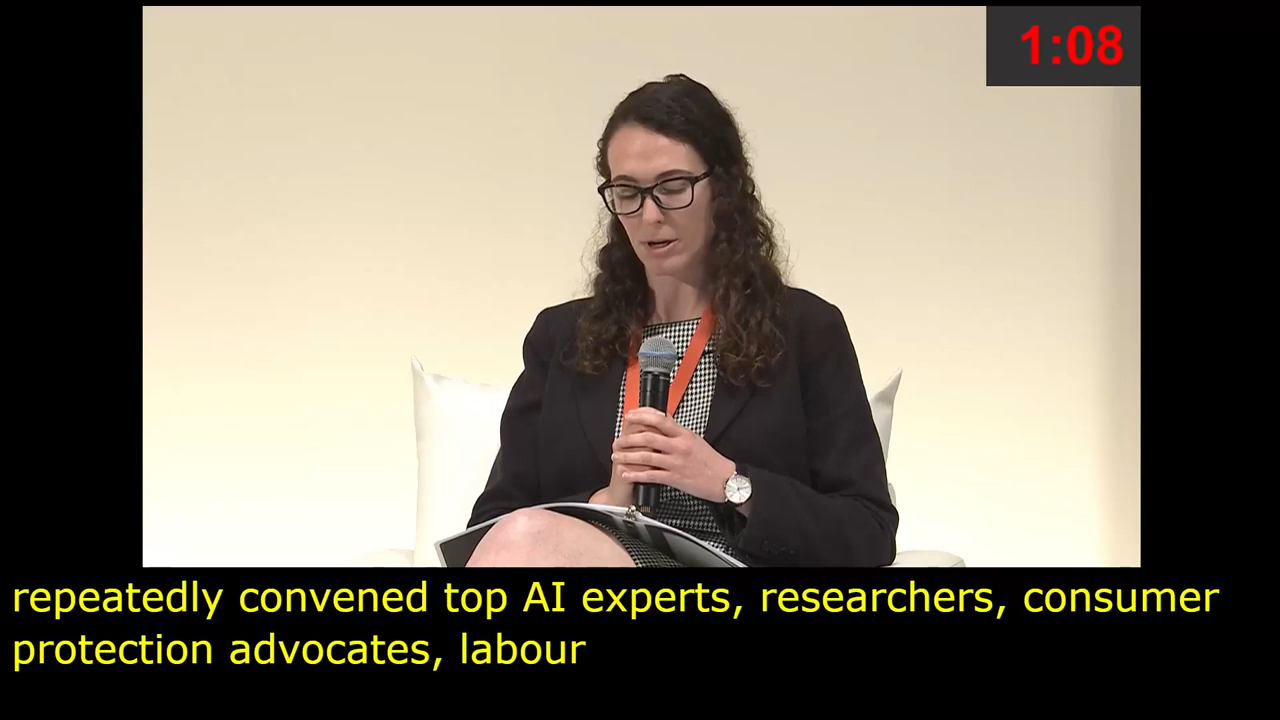 1:08
repeatedly convened top AI experts, researchers, consumer
protection advocates, labour